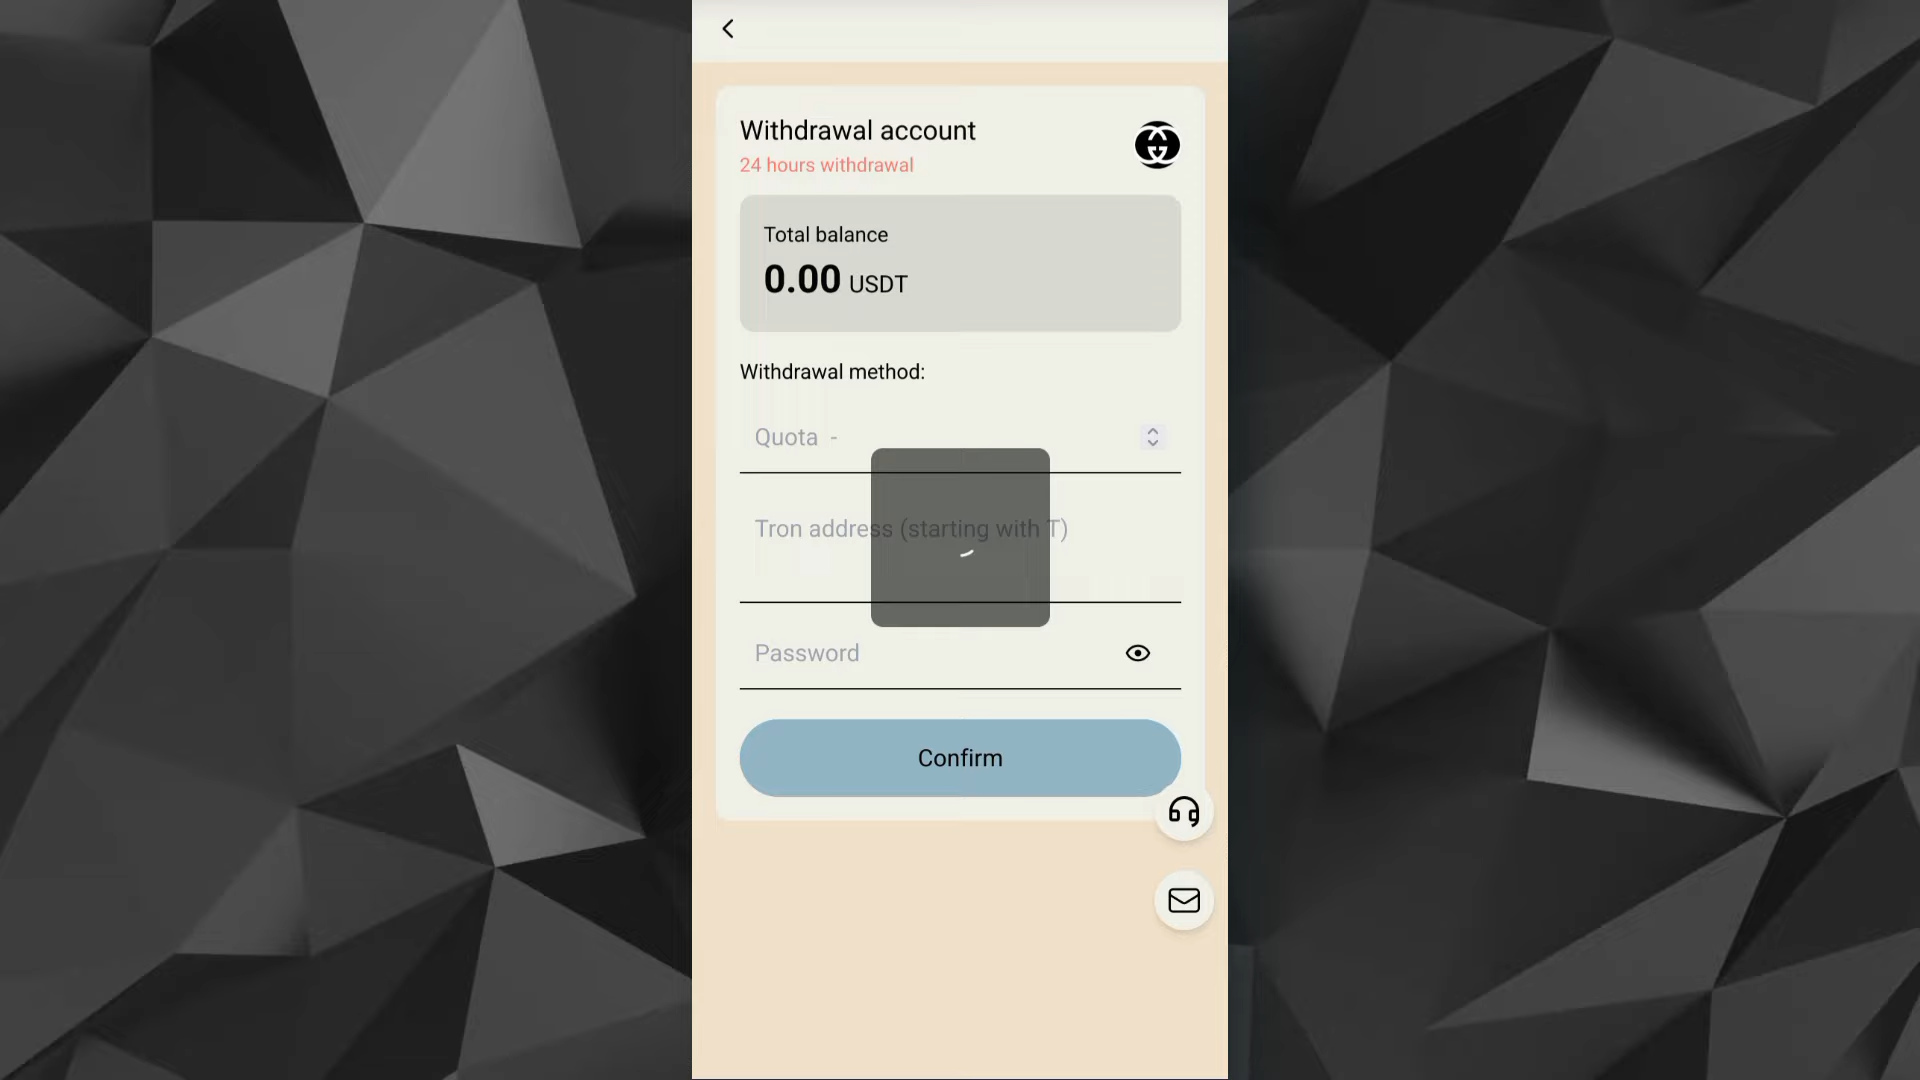 Withdrawal account
24 hours withdrawal
Total balance
0.00 USDT
Withdrawal method:
Quota -
Tron address (starting with T)
Password
Confirm